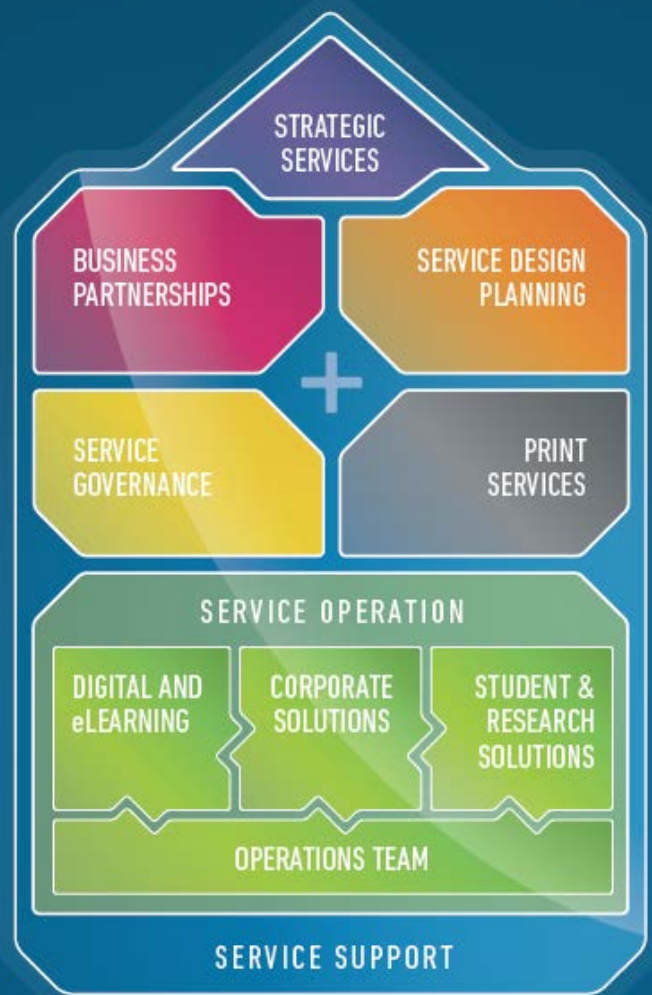 STRATEGIC
SERVICES
BUSINESS
PARTNERSHIPS
SERVICE DESIGN
PLANNING
+
SERVICE
GOVERNANCE
PRINT
SERVICES
SERVICE OPERATION
DIGITAL AND
eLEARNING
CORPORATE
SOLUTIONS
STUDENT &
RESEARCH
SOLUTIONS
OPERATIONS TEAM
SERVICE SUPPORT